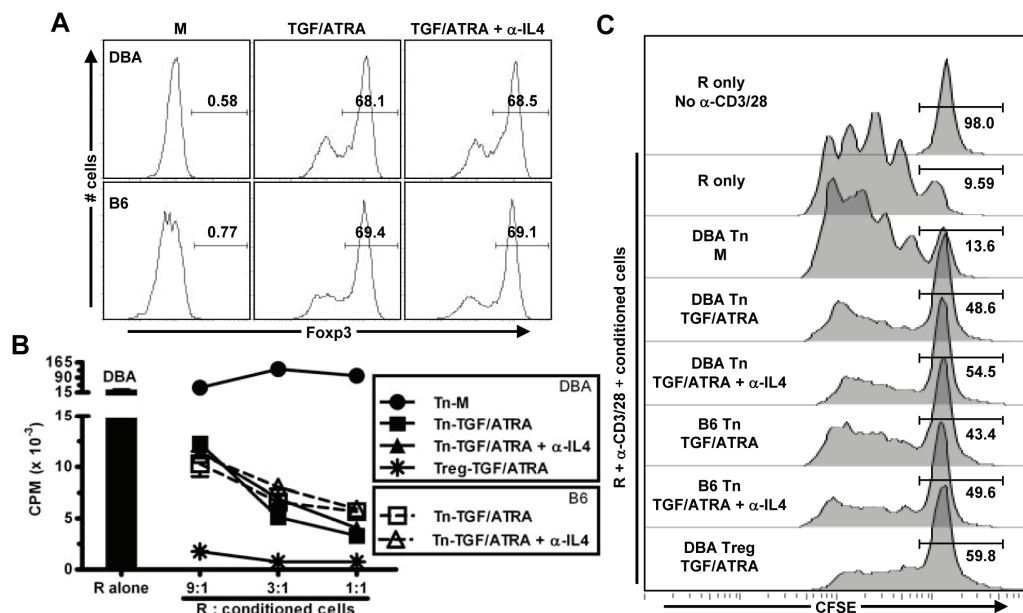 A
M
TGF/ATRA
TGF/ATRA + α-IL4
DBA
0.58
68.1
68.5
B6
0.77
69.4
69.1
# cells
Foxp3
B
165
90
15
15
10
5
0
CPM (x 10⁻³)
DBA
R alone
9:1
3:1
1:1
R : conditioned cells
DBA
Tn-M
Tn-TGF/ATRA
Tn-TGF/ATRA + α-IL4
Treg-TGF/ATRA
B6
Tn-TGF/ATRA
Tn-TGF/ATRA + α-IL4
C
R + α-CD3/28 + conditioned cells
R only
No α-CD3/28
98.0
R only
9.59
DBA Tn
M
13.6
DBA Tn
TGF/ATRA
48.6
DBA Tn
TGF/ATRA + α-IL4
54.5
B6 Tn
TGF/ATRA
43.4
B6 Tn
TGF/ATRA + α-IL4
49.6
DBA Treg
TGF/ATRA
59.8
CFSE